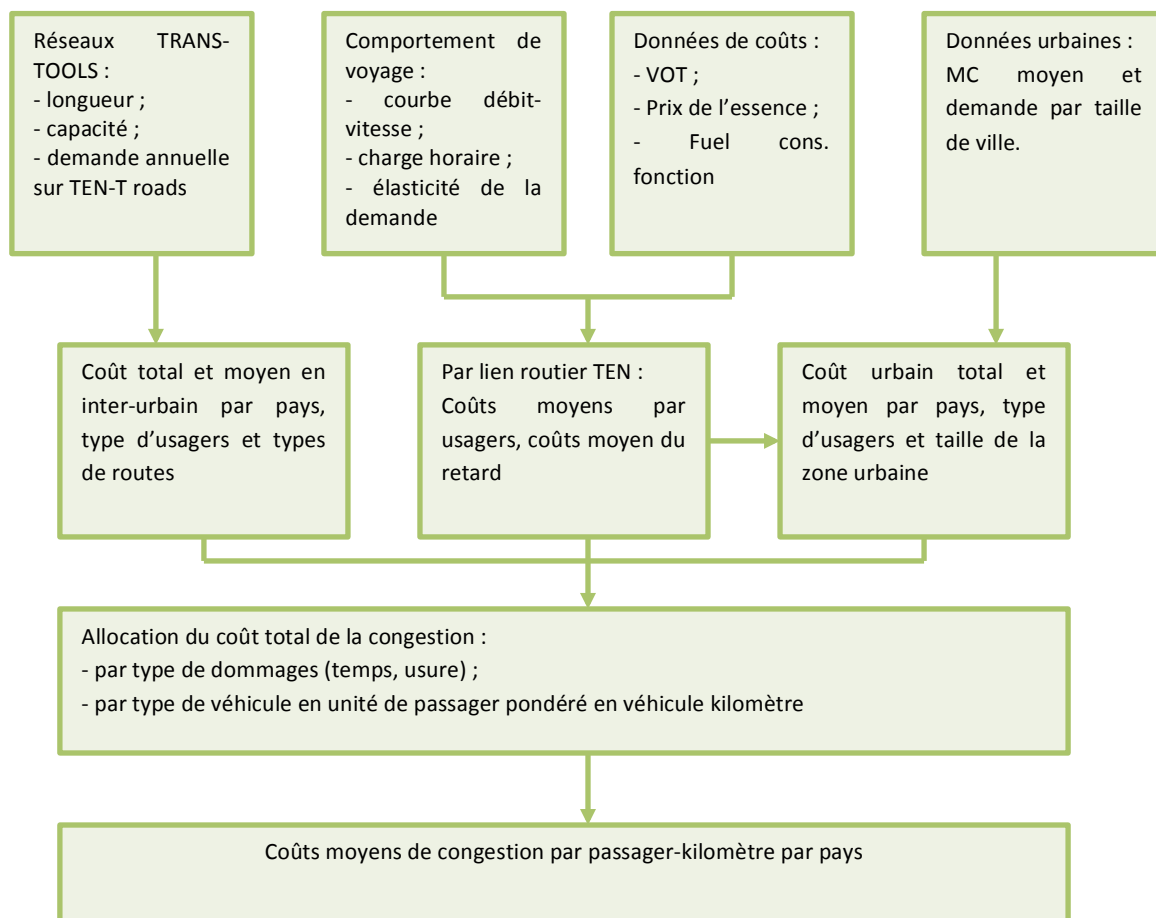 Réseaux TRANS-
TOOLS :
- longueur ;
- capacité ;
- demande annuelle
sur TEN-T roads
Comportement de
voyage :
- courbe débit-
vitesse ;
- charge horaire ;
- élasticité de la
demande
Données de coûts :
- VOT ;
- Prix de l’essence ;
- Fuel cons.
fonction
Données urbaines :
MC moyen et
demande par taille
de ville.
Coût total et moyen en
inter-urbain par pays,
type d’usagers et types
de routes
Par lien routier TEN :
Coûts moyens par
usagers, coûts moyen du
retard
Coût urbain total et
moyen par pays, type
d’usagers et taille de la
zone urbaine
Allocation du coût total de la congestion :
- par type de dommages (temps, usure) ;
- par type de véhicule en unité de passager pondéré en véhicule kilomètre
Coûts moyens de congestion par passager-kilomètre par pays